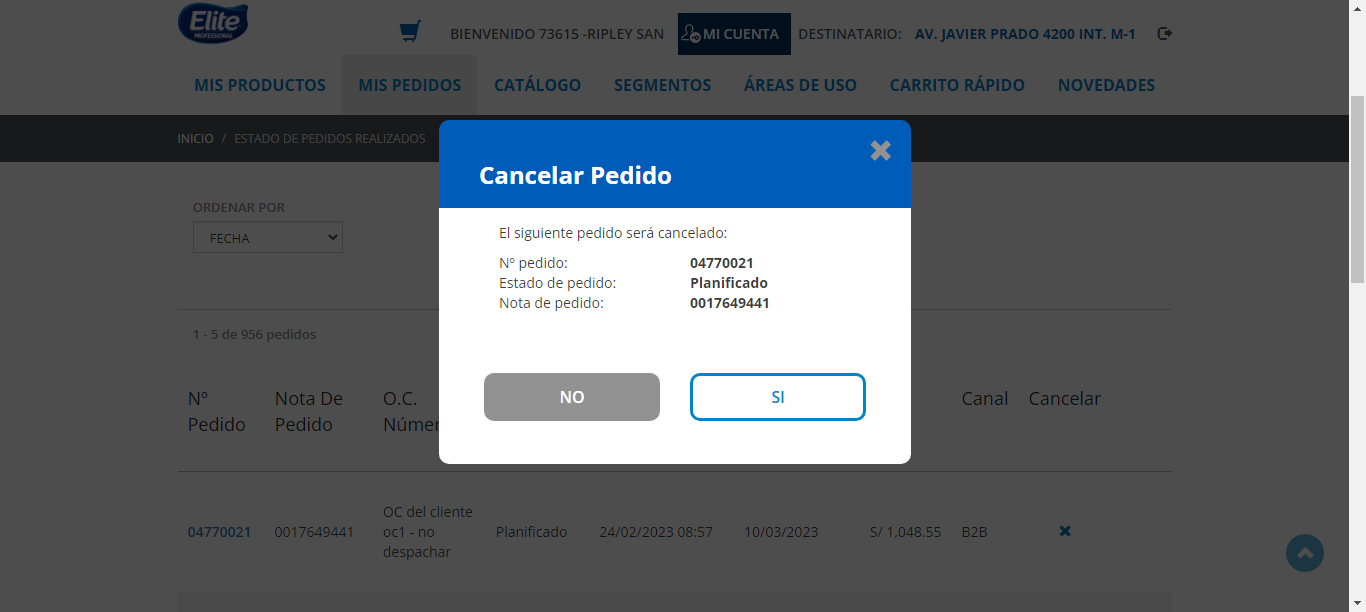 Elite
PROFESSIONAL
BIENVENIDO 73615 -RIPLEY SAN
MI CUENTA
DESTINATARIO:
AV. JAVIER PRADO 4200 INT. M-1
MIS PRODUCTOS
MIS PEDIDOS
CATÁLOGO
SEGMENTOS
ÁREAS DE USO
CARRITO RÁPIDO
NOVEDADES
INICIO / ESTADO DE PEDIDOS REALIZADOS
Cancelar Pedido
El siguiente pedido será cancelado:
Nº pedido: 04770021
Estado de pedido: Planificado
Nota de pedido: 0017649441
NO
SI
ORDENAR POR
FECHA
1 - 5 de 956 pedidos
Nº
Pedido
Nota De
Pedido
O.C.
Númer
Canal
Cancelar
04770021
0017649441
OC del cliente
oc1 - no
despachar
Planificado
24/02/2023 08:57
10/03/2023
S/ 1,048.55
B2B